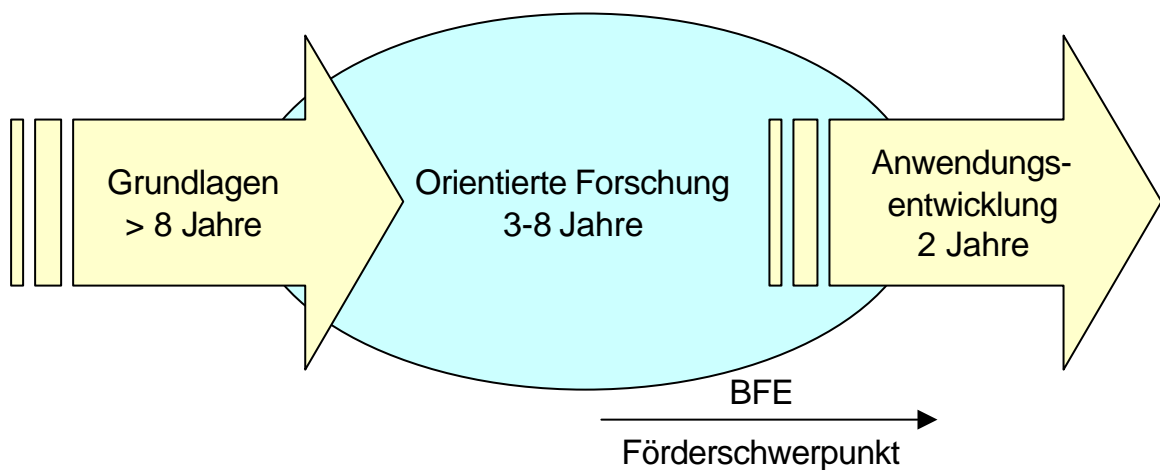 Grundlagen
> 8 Jahre
Orientierte Forschung
3-8 Jahre
Anwendungs-
entwicklung
2 Jahre
BFE
Förderschwerpunkt